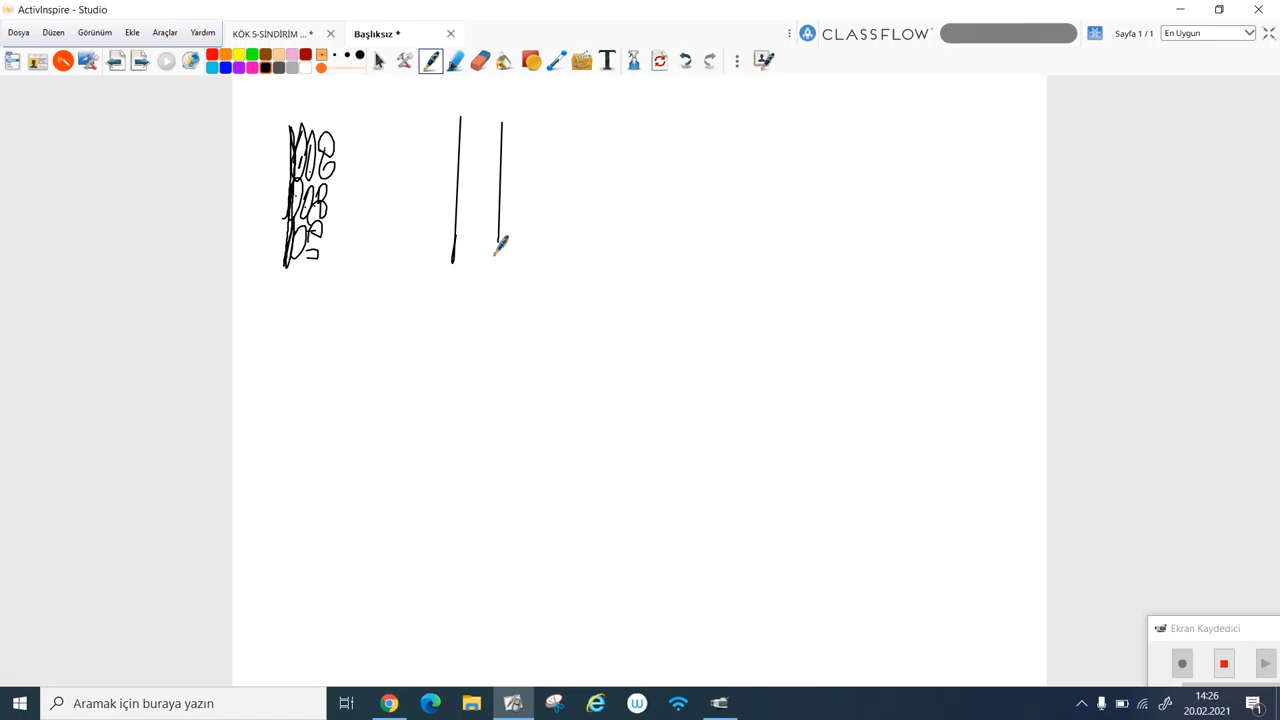 ActivInspire - Studio
Dosya Düzen Görünüm Ekle Araçlar Yardım
KÖK 5-SİNDİRİM ... *
Başlıksız *
CLASSFLOW
Sayfa 1 / 1
En Uygun
T
Ekran Kaydedici
Aramak için buraya yazın
14:26
20.02.2021